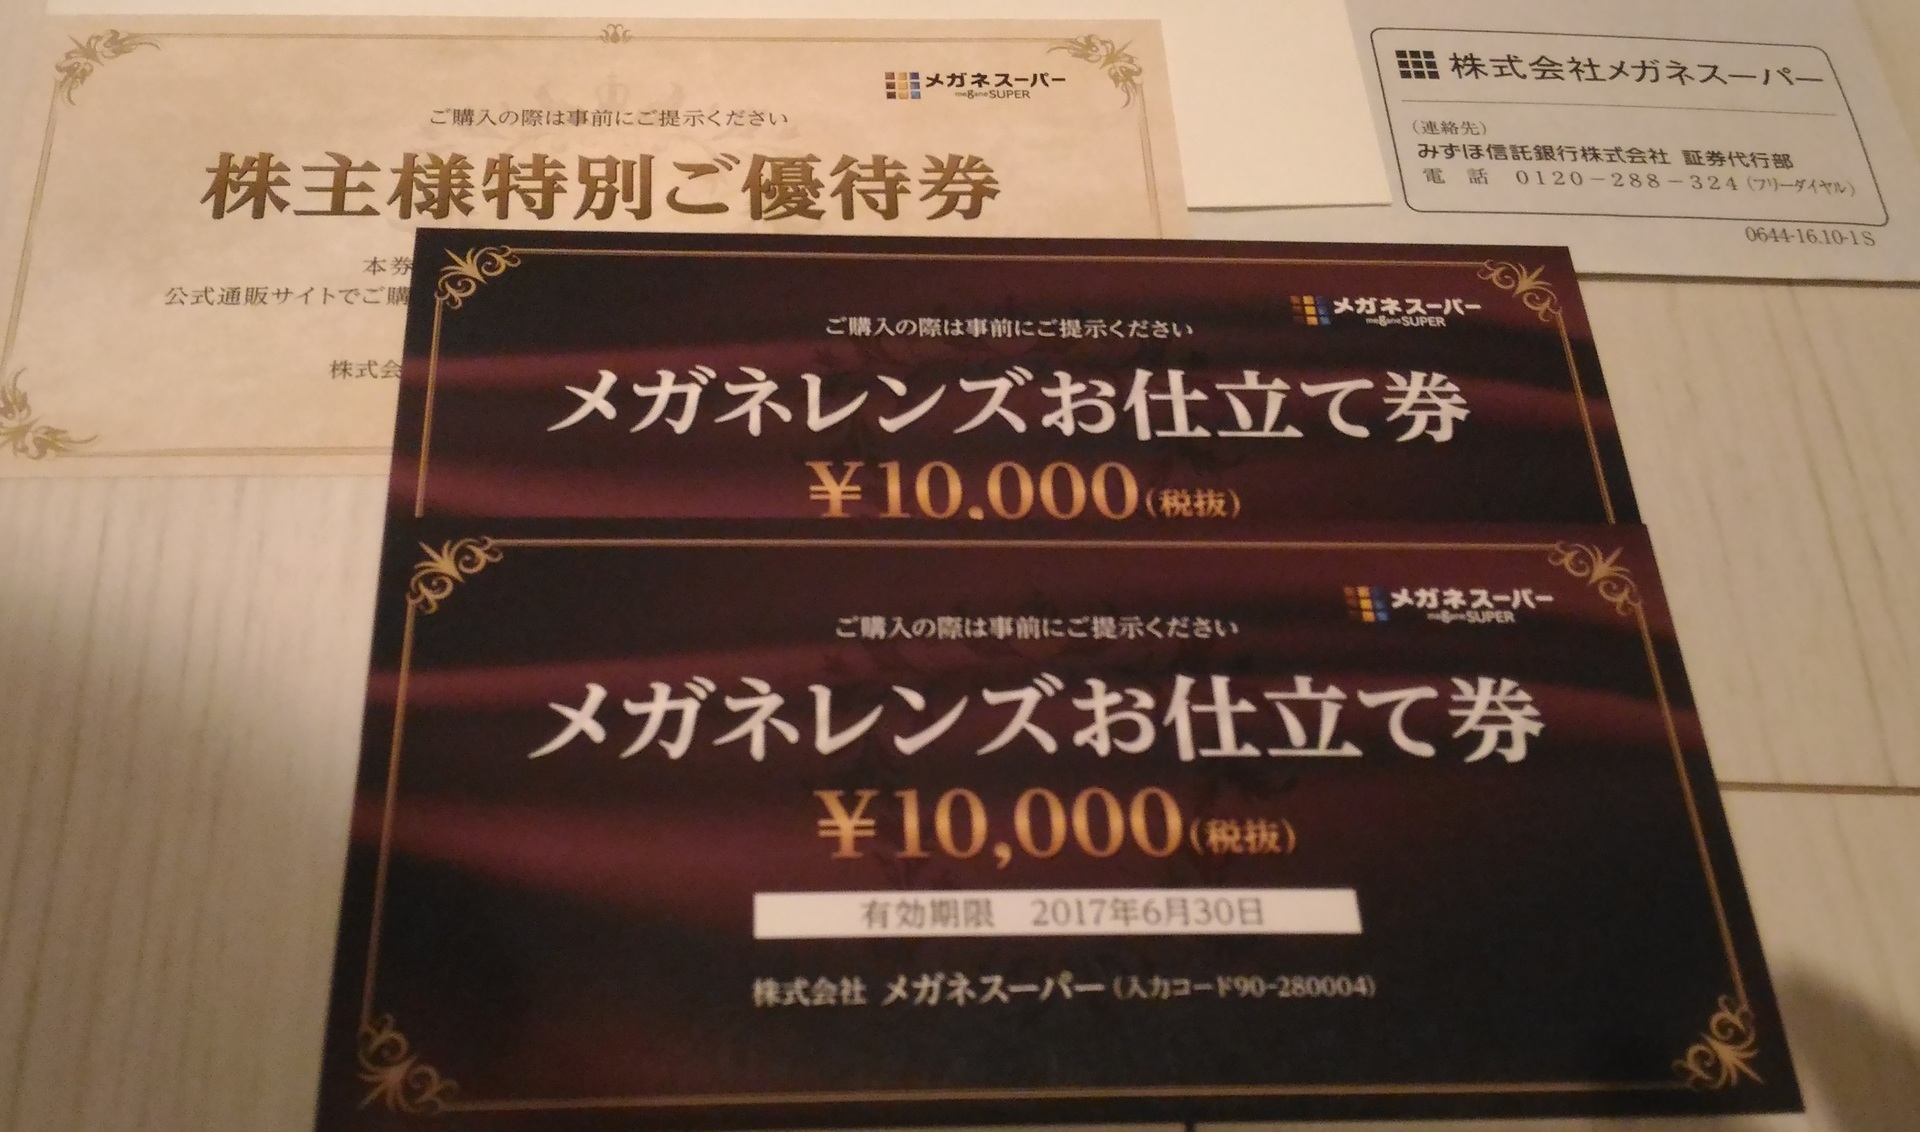 メガネスーパー
meganeSUPER
ご購入の際は事前にご提示ください
株主様特別ご優待券
本券
公式通販サイトでご購
株式会
株式会社メガネスーパー
（連絡先）
みずほ信託銀行株式会社 証券代行部
電 話 0120－288－324（フリーダイヤル）
0644-16.10-1S
メガネスーパー
meganeSUPER
ご購入の際は事前にご提示ください
メガネレンズお仕立て券
¥10,000(税抜)
メガネスーパー
meganeSUPER
ご購入の際は事前にご提示ください
メガネレンズお仕立て券
¥10,000(税抜)
有効期限 2017年6月30日
株式会社 メガネスーパー（入力コード90-280004）